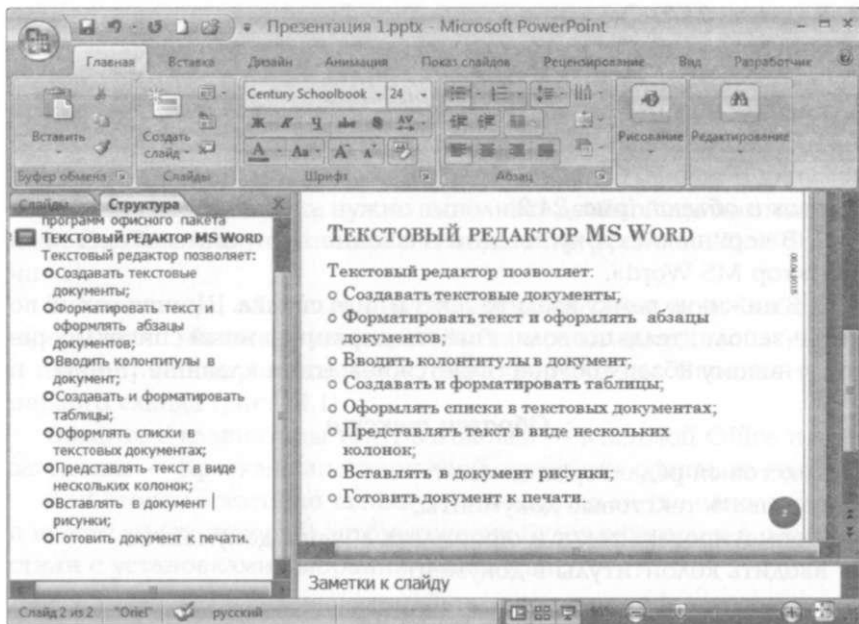 Презентация 1.pptx - Microsoft PowerPoint
Главная Вставка Дизайн Анимация Показ слайдов Рецензирование Вид Разработчик
Century Schoolbook 24
Ж К Ч abe S AV
Вставить Создать слайд А Аа А А Рисование Редактирование
Буфер обмена Слайды Шрифт Абзац
Слайды Структура X
программ офисного пакета
ТЕКСТОВЫЙ РЕДАКТОР MS WORD
Текстовый редактор позволяет:
Создавать текстовые
документы;
Форматировать текст и
оформлять абзацы
документов;
Вводить колонтитулы в
документ;
Создавать и форматировать
таблицы;
Оформлять списки в
текстовых документах;
Представлять текст в виде
нескольких колонок;
Вставлять в документ
рисунки;
Готовить документ к печати.
ТЕКСТОВЫЙ РЕДАКТОР MS WORD
Текстовый редактор позволяет:
Создавать текстовые документы;
Форматировать текст и оформлять абзацы
документов;
Вводить колонтитулы в документ;
Создавать и форматировать таблицы;
Оформлять списки в текстовых документах;
Представлять текст в виде нескольких
колонок;
Вставлять в документ рисунки;
Готовить документ к печати.
2
Заметки к слайду
Слайд 2 из 2 "Oriel" русский